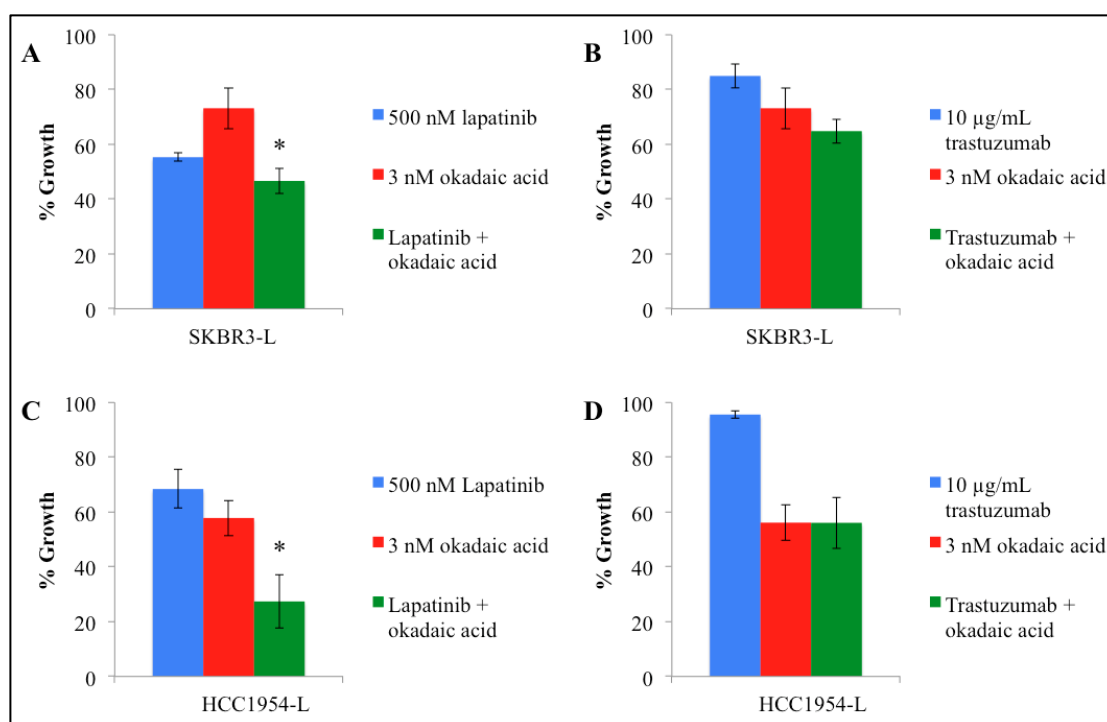 A
% Growth
100
80
60
40
20
0
SKBR3-L
500 nM lapatinib
3 nM okadaic acid
*
Lapatinib +
okadaic acid
B
% Growth
100
80
60
40
20
0
SKBR3-L
10 µg/mL
trastuzumab
3 nM okadaic acid
Trastuzumab +
okadaic acid
C
% Growth
100
80
60
40
20
0
HCC1954-L
500 nM Lapatinib
3 nM okadaic acid
*
Lapatinib +
okadaic acid
D
% Growth
100
80
60
40
20
0
HCC1954-L
10 µg/mL
trastuzumab
3 nM okadaic acid
Trastuzumab +
okadaic acid